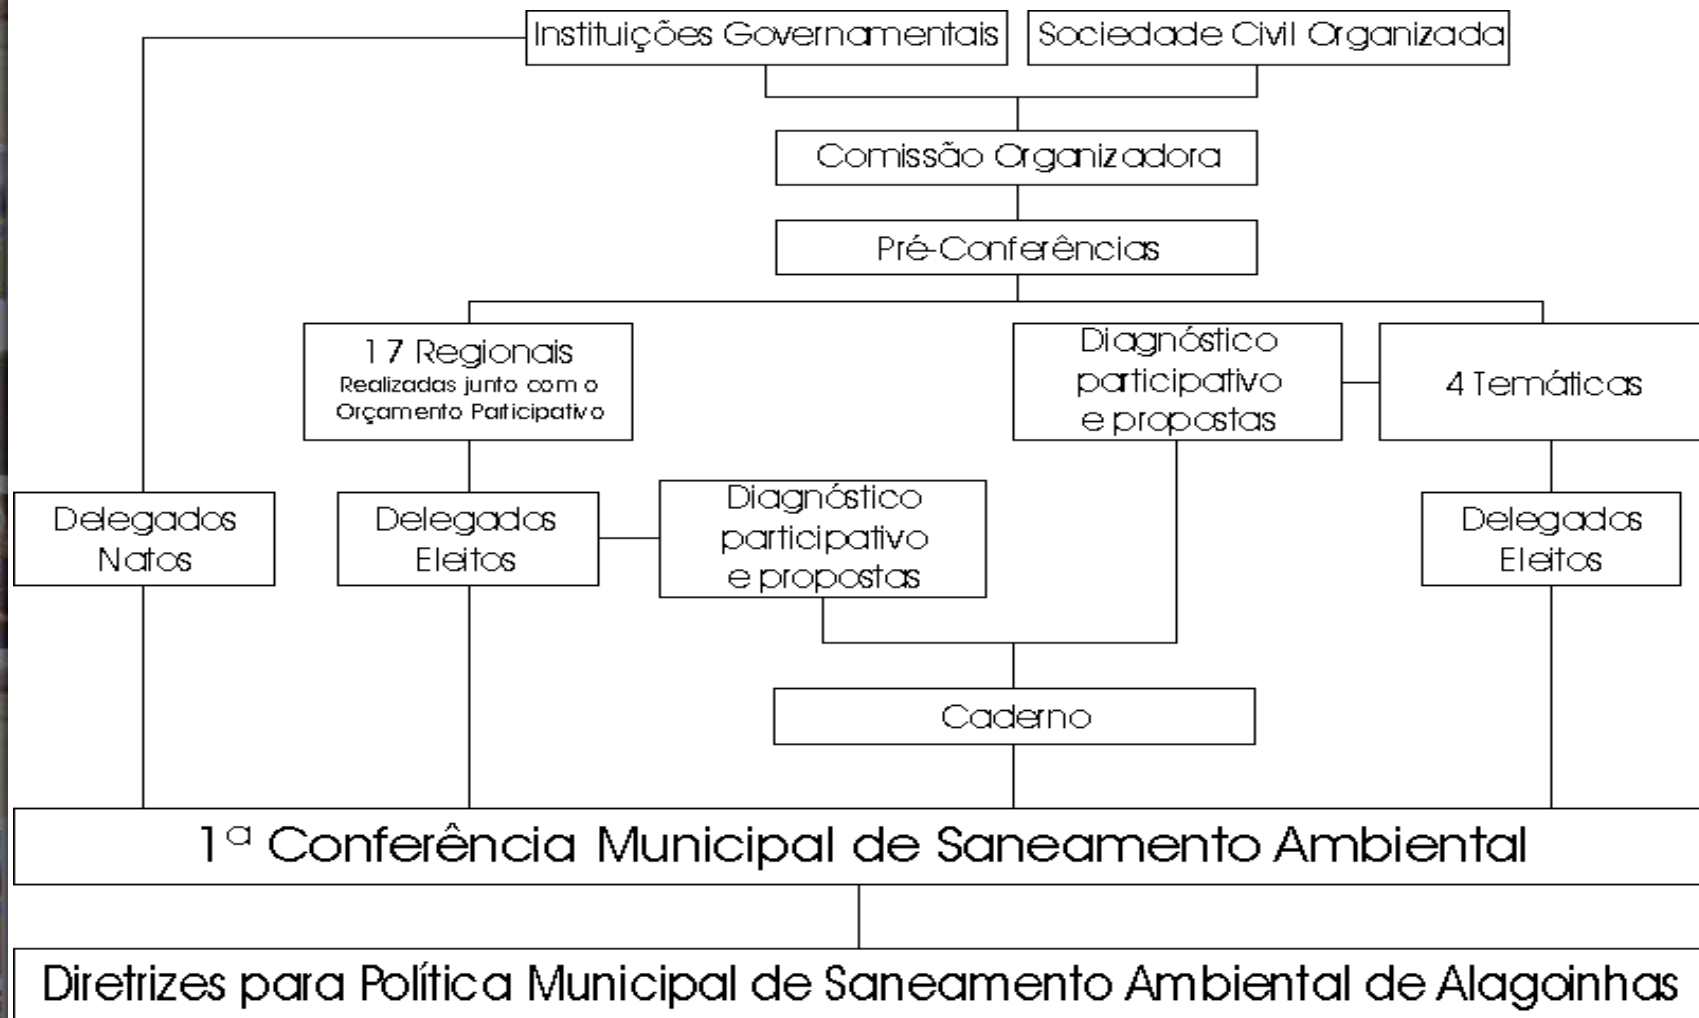 Instituições Governamentais
Sociedade Civil Organizada
Comissão Organizadora
Pré-Conferências
17 Regionais
Realizadas junto com o
Orçamento Participativo
Diagnóstico
participativo
e propostas
4 Temáticas
Delegados
Natos
Delegados
Eleitos
Diagnóstico
participativo
e propostas
Delegados
Eleitos
Caderno
1ª Conferência Municipal de Saneamento Ambiental
Diretrizes para Política Municipal de Saneamento Ambiental de Alagoinhas